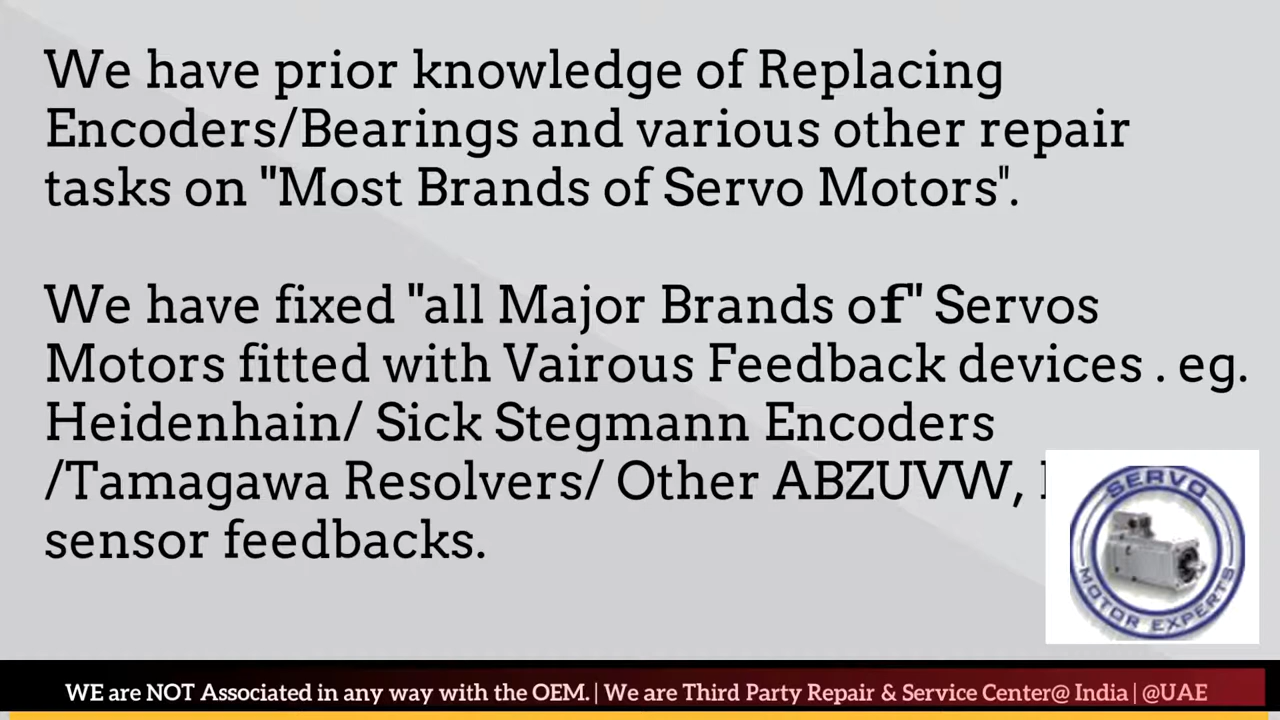 We have prior knowledge of Replacing
Encoders/Bearings and various other repair
tasks on "Most Brands of Servo Motors".
We have fixed "all Major Brands of" Servos
Motors fitted with Vairous Feedback devices . eg.
Heidenhain/ Sick Stegmann Encoders
/Tamagawa Resolvers/ Other ABZUVW,
sensor feedbacks.
SERVO
MOTOR EXPERTS
WE are NOT Associated in any way with the OEM. | We are Third Party Repair & Service Center@ India | @UAE